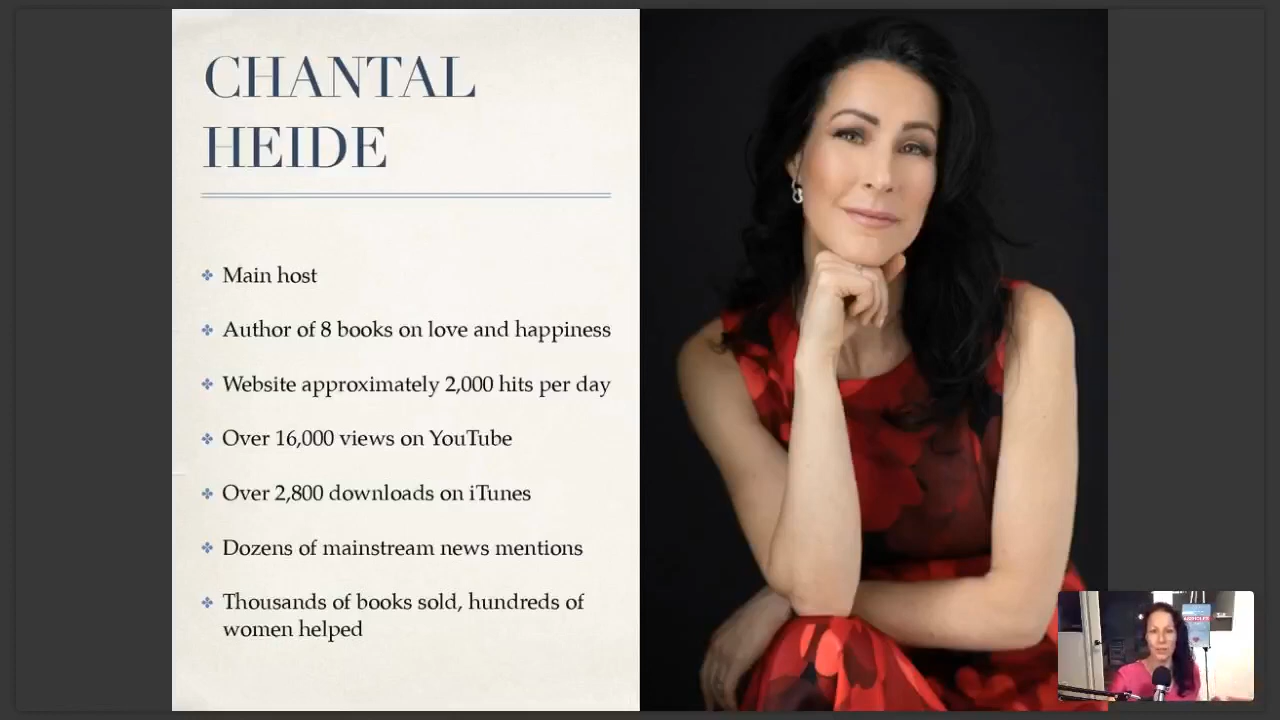 CHANTAL
HEIDE
Main host
Author of 8 books on love and happiness
Website approximately 2,000 hits per day
Over 16,000 views on YouTube
Over 2,800 downloads on iTunes
Dozens of mainstream news mentions
Thousands of books sold, hundreds of
women helped